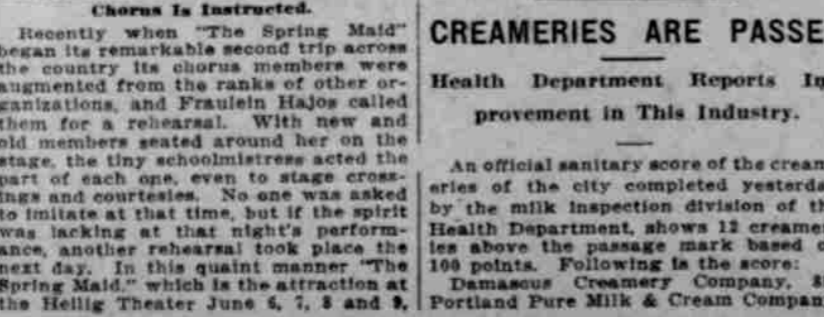 Chorus Is Instructed.
Recently when "The Spring Maid"
began its remarkable second trip across
the country its chorus members were
augmented from the ranks of other or-
ganizations, and Fraulein Hajos called
them for a rehearsal. With new and
old members seated around her on the
stage, the tiny schoolmistress acted the
part of each one, even to stage cross-
ings and courtesies. No one was asked
to imitate at that time, but if the spirit
was lacking at that night's perform-
ance, another rehearsal took place the
next day. In this quaint manner "The
Spring Maid," which is the attraction at
the Heilig Theater June 6, 7, 8 and 9,
CREAMERIES ARE PASSE
Health Department Reports Im
provement in This Industry.
An official sanitary score of the cream
eries of the city completed yesterda
by the milk inspection division of th
Health Department, shows 12 creamer
ies above the passage mark based o
100 points. Following is the score:
Damascus Creamery Company, 8
Portland Pure Milk & Cream Compan